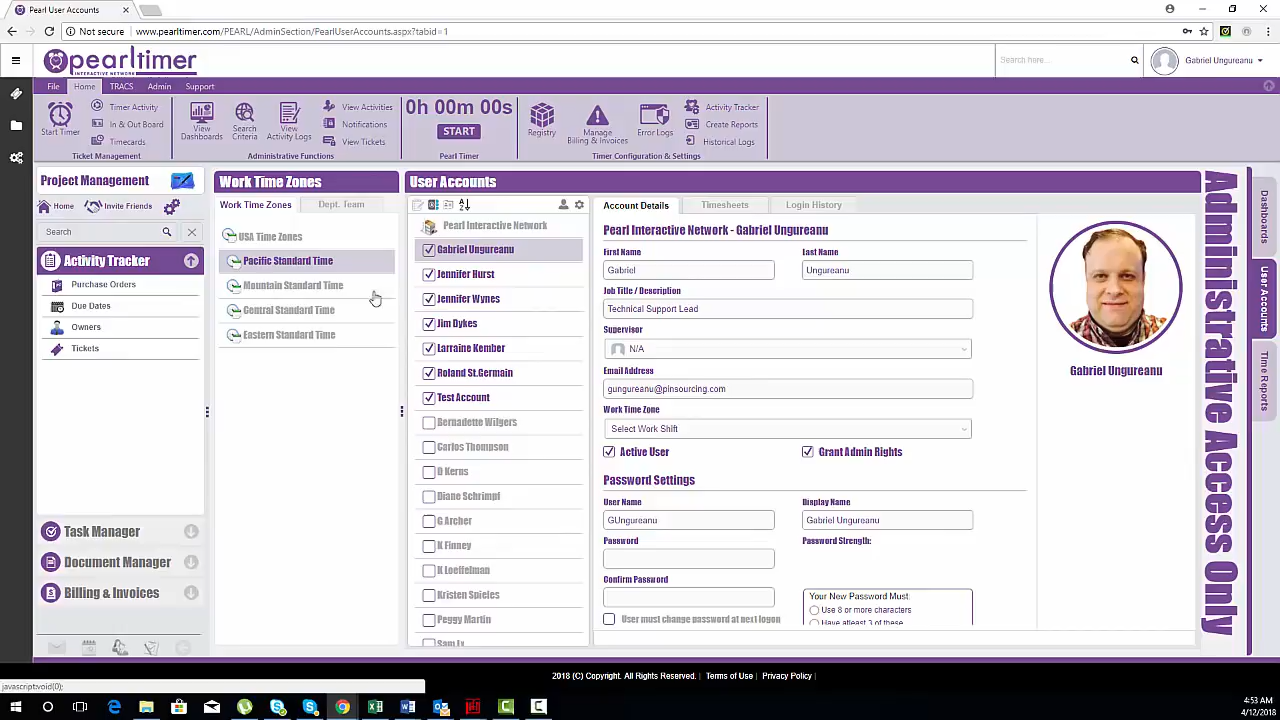 Pearl User Accounts
Not secure
www.pearltimer.com/PEARL/AdminSection/PearlUserAccounts.aspx?tabid=1
pearltimer
INTERACTIVE NETWORK
Search here...
Gabriel Ungureanu
File
Home
TRACS
Admin
Support
Start Timer
Timer Activity
In & Out Board
Timecards
Ticket Management
View Dashboards
Search Criteria
View Activity Logs
View Activities
Notifications
View Tickets
Administrative Functions
0h 00m 00s
START
Pearl Timer
Registry
Manage Billing & Invoices
Error Logs
Activity Tracker
Create Reports
Historical Logs
Timer Configuration & Settings
Project Management
Home
Invite Friends
Search
Activity Tracker
Purchase Orders
Due Dates
Owners
Tickets
Task Manager
Document Manager
Billing & Invoices
Work Time Zones
Work Time Zones
Dept. Team
USA Time Zones
Pacific Standard Time
Mountain Standard Time
Central Standard Time
Eastern Standard Time
User Accounts
Pearl Interactive Network
Gabriel Ungureanu
Jennifer Hurst
Jennifer Wynes
Jim Dykes
Larraine Kember
Roland St.Germain
Test Account
Bernadette Wilgers
Carlos Thompson
D Kerns
Diane Schrimpf
G Archer
K Finney
K Loeffelman
Kristen Spieles
Peggy Martin
Account Details
Timesheets
Login History
Pearl Interactive Network - Gabriel Ungureanu
First Name
Last Name
Gabriel
Ungureanu
Job Title / Description
Technical Support Lead
Supervisor
N/A
Email Address
gungureanu@pinsourcing.com
Work Time Zone
Select Work Shift
Active User
Grant Admin Rights
Password Settings
User Name
Display Name
GUngureanu
Gabriel Ungureanu
Password
Password Strength:
Confirm Password
Your New Password Must:
Use 8 or more characters
Have atleast 3 of these
User must change password at next logon
Gabriel Ungureanu
Administrative Access Only
Dashboards
User Accounts
Time Reports
2018 (C) Copyright. All Rights Reserved. | Terms of Use | Privacy Policy |
javascript:void(0);
4:53 AM
4/12/2018